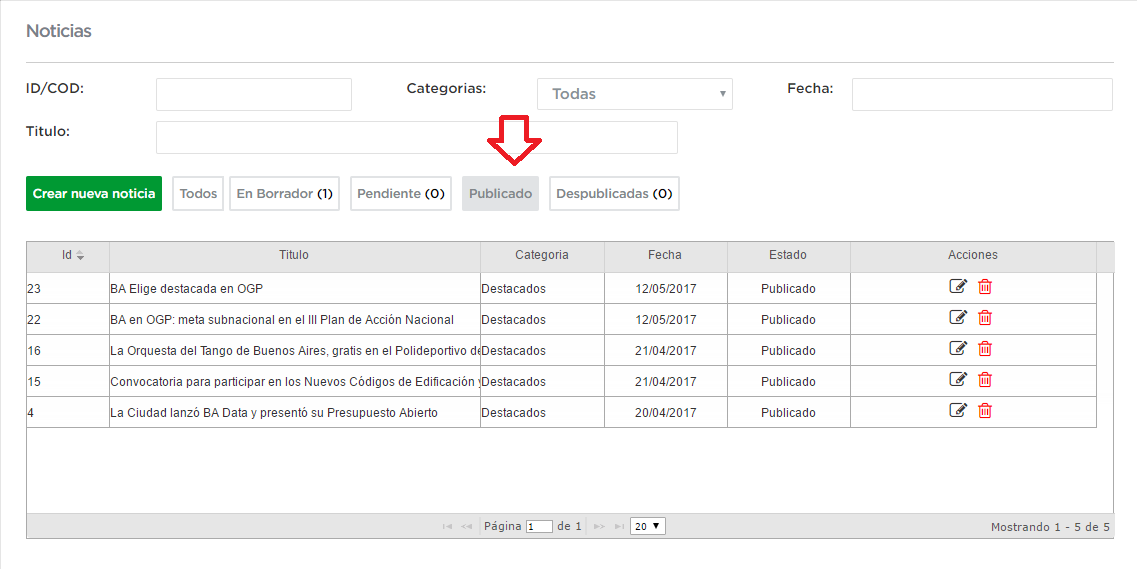 Noticias
ID/COD: Categorias: Todas Fecha:
Titulo:
Crear nueva noticia Todos En Borrador (1) Pendiente (0) Publicado Despublicadas (0)
Id Titulo Categoria Fecha Estado Acciones
23 BA Elige destacada en OGP Destacados 12/05/2017 Publicado
22 BA en OGP: meta subnacional en el III Plan de Acción Nacional Destacados 12/05/2017 Publicado
16 La Orquesta del Tango de Buenos Aires, gratis en el Polideportivo de Destacados 21/04/2017 Publicado
15 Convocatoria para participar en los Nuevos Códigos de Edificación y Destacados 21/04/2017 Publicado
4 La Ciudad lanzó BA Data y presentó su Presupuesto Abierto Destacados 20/04/2017 Publicado
Página 1 de 1 20 Mostrando 1 - 5 de 5